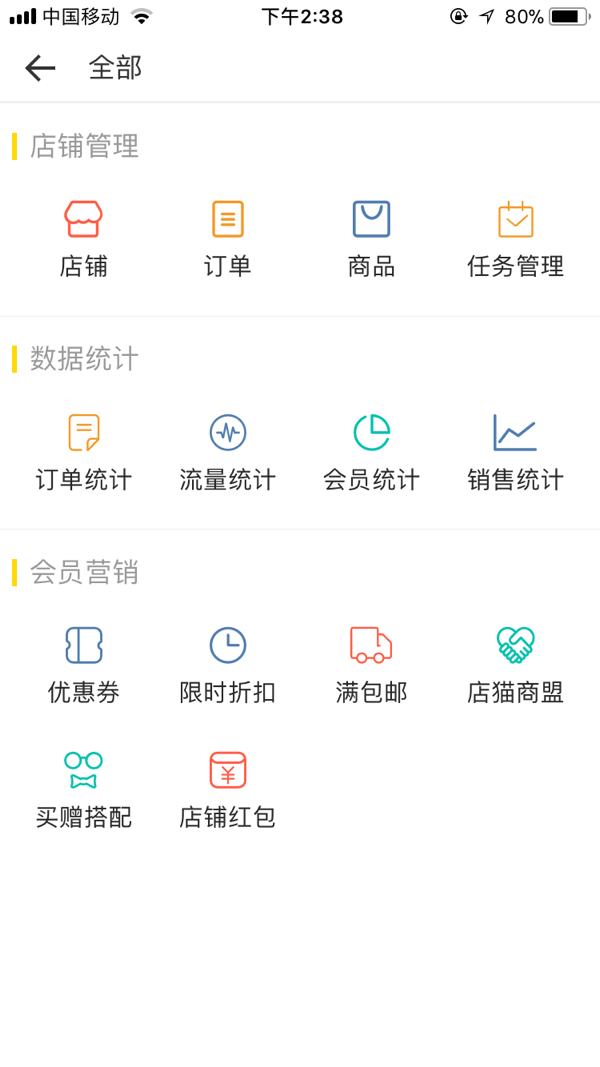 中国移动 下午2:38 80%
全部
店铺管理
店铺 订单 商品 任务管理
数据统计
订单统计 流量统计 会员统计 销售统计
会员营销
优惠券 限时折扣 满包邮 店猫商盟
买赠搭配 店铺红包